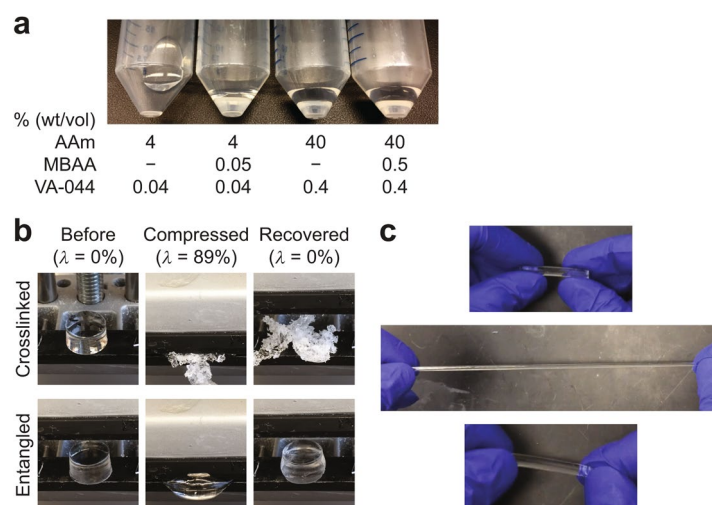 a
% (wt/vol)
AAm 4 4 40 40
MBAA – 0.05 – 0.5
VA-044 0.04 0.04 0.4 0.4
b
Before Compressed Recovered
(λ = 0%) (λ = 89%) (λ = 0%)
Crosslinked
Entangled
c